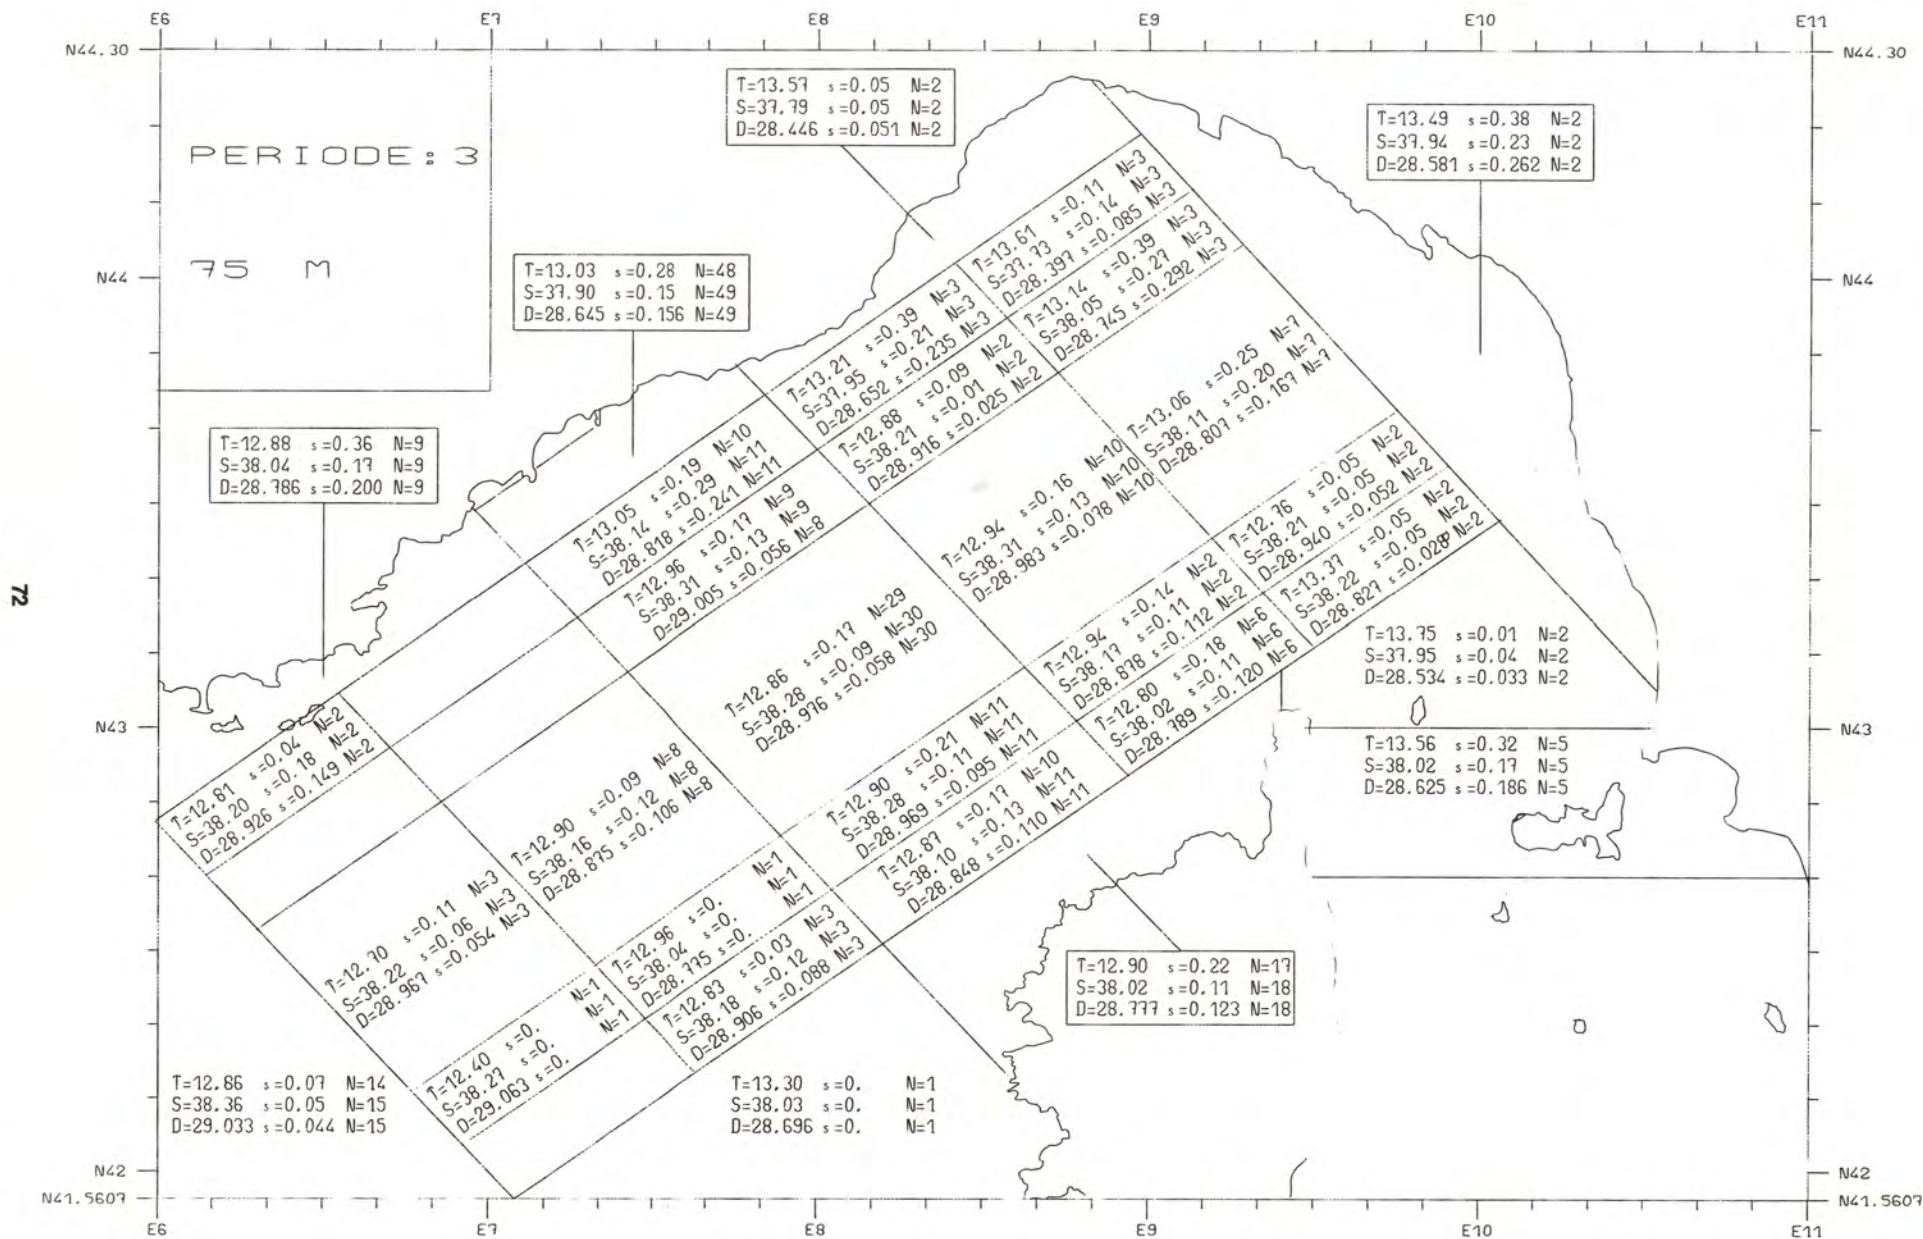 E6 E7 E8 E9 E10 E11
N44.30 N44.30
PERIODE: 3
75 M
T=13.57 s=0.05 N=2
S=37.79 s=0.05 N=2
D=28.446 s=0.051 N=2
T=13.49 s=0.38 N=2
S=37.94 s=0.23 N=2
D=28.581 s=0.262 N=2
T=13.03 s=0.28 N=48
S=37.90 s=0.15 N=49
D=28.645 s=0.156 N=49
T=12.88 s=0.36 N=9
S=38.04 s=0.17 N=9
D=28.786 s=0.200 N=9
N44 N44
T=13.61 s=0.11 N=3
S=37.73 s=0.14 N=3
D=28.397 s=0.085 N=3
T=13.14 s=0.39 N=3
S=38.05 s=0.27 N=3
D=28.745 s=0.292 N=3
T=13.21 s=0.39 N=3
S=37.95 s=0.21 N=3
D=28.652 s=0.235 N=3
T=12.88 s=0.09 N=2
S=38.21 s=0.01 N=2
D=28.916 s=0.025 N=2
T=13.06 s=0.25 N=7
S=38.11 s=0.20 N=7
D=28.807 s=0.167 N=7
T=13.05 s=0.19 N=10
S=38.14 s=0.29 N=11
D=28.818 s=0.241 N=11
T=12.96 s=0.17 N=9
S=38.31 s=0.13 N=9
D=29.005 s=0.056 N=8
T=12.94 s=0.16 N=10
S=38.31 s=0.13 N=10
D=28.983 s=0.078 N=10
T=12.76 s=0.05 N=2
S=38.21 s=0.05 N=2
D=28.940 s=0.052 N=2
T=13.37 s=0.05 N=2
S=38.22 s=0.05 N=2
D=28.827 s=0.028 N=2
T=12.94 s=0.14 N=2
S=38.17 s=0.11 N=2
D=28.878 s=0.112 N=2
T=12.80 s=0.18 N=6
S=38.02 s=0.11 N=6
D=28.789 s=0.120 N=6
T=12.86 s=0.17 N=29
S=38.28 s=0.09 N=30
D=28.976 s=0.058 N=30
T=13.75 s=0.01 N=2
S=37.95 s=0.04 N=2
D=28.534 s=0.033 N=2
N43 N43
T=13.56 s=0.32 N=5
S=38.02 s=0.17 N=5
D=28.625 s=0.186 N=5
T=12.81 s=0.04 N=2
S=38.20 s=0.18 N=2
D=28.926 s=0.149 N=2
T=12.90 s=0.09 N=8
S=38.16 s=0.12 N=8
D=28.875 s=0.106 N=8
T=12.90 s=0.21 N=11
S=38.28 s=0.11 N=11
D=28.969 s=0.095 N=11
T=12.87 s=0.17 N=10
S=38.10 s=0.13 N=11
D=28.848 s=0.110 N=11
T=12.70 s=0.11 N=3
S=38.22 s=0.06 N=3
D=28.967 s=0.054 N=3
T=12.96 s=0. N=1
S=38.04 s=0. N=1
D=28.775 s=0. N=1
T=12.83 s=0.03 N=3
S=38.18 s=0.12 N=3
D=28.906 s=0.088 N=3
T=12.40 s=0. N=1
S=38.27 s=0. N=1
D=29.063 s=0. N=1
T=12.90 s=0.22 N=17
S=38.02 s=0.11 N=18
D=28.777 s=0.123 N=18
T=12.86 s=0.07 N=14
S=38.36 s=0.05 N=15
D=29.033 s=0.044 N=15
T=13.30 s=0. N=1
S=38.03 s=0. N=1
D=28.696 s=0. N=1
N42 N42
N41.5607 N41.5607
E6 E7 E8 E9 E10 E11
72